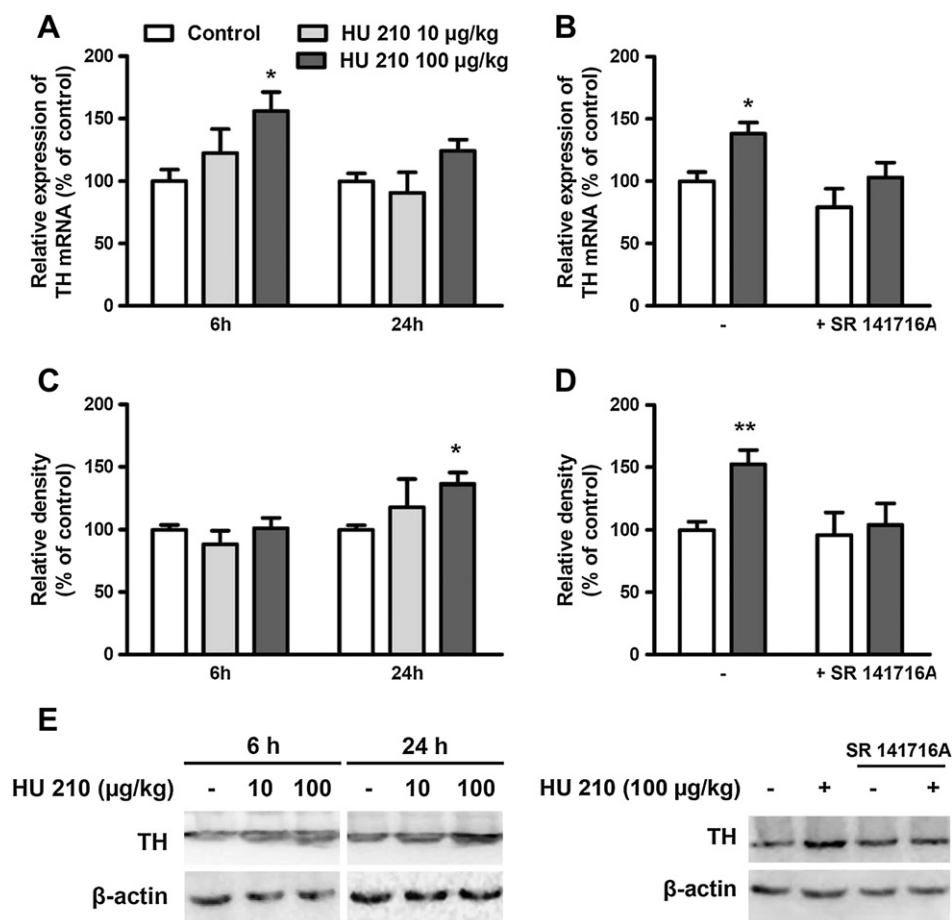 A
Control
HU 210 10 µg/kg
HU 210 100 µg/kg
Relative expression of
TH mRNA (% of control)
200
150
100
50
0
*
6h
24h
B
Relative expression of
TH mRNA (% of control)
200
150
100
50
0
*
-
+ SR 141716A
C
Relative density
(% of control)
200
150
100
50
0
*
6h
24h
D
Relative density
(% of control)
200
150
100
50
0
**
-
+ SR 141716A
E
6 h
24 h
HU 210 (µg/kg)
- 10 100
- 10 100
TH
β-actin
SR 141716A
HU 210 (100 µg/kg)
- + - +
TH
β-actin